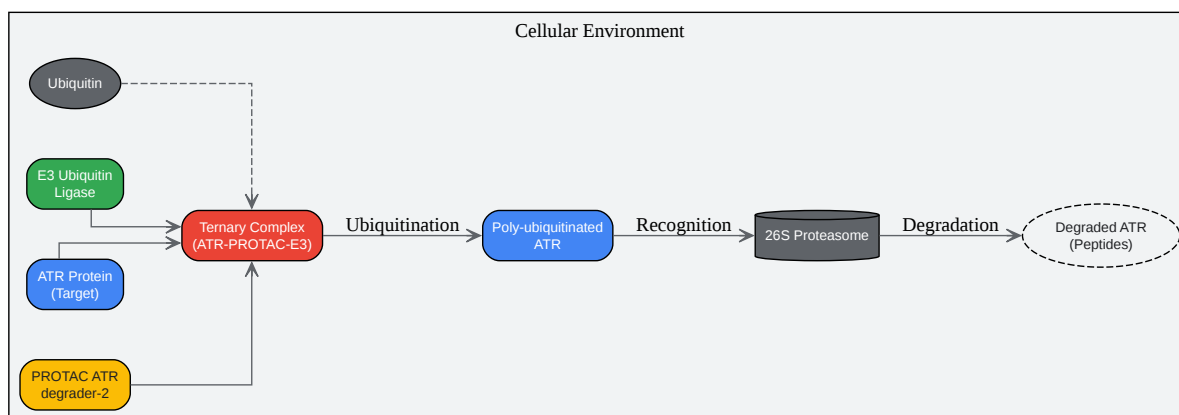 Cellular Environment
Ubiquitin
E3 Ubiquitin
Ligase
ATR Protein
(Target)
PROTAC ATR
degrader-2
Ternary Complex
(ATR-PROTAC-E3)
Ubiquitination
Poly-ubiquitinated
ATR
Recognition
26S Proteasome
Degradation
Degraded ATR
(Peptides)